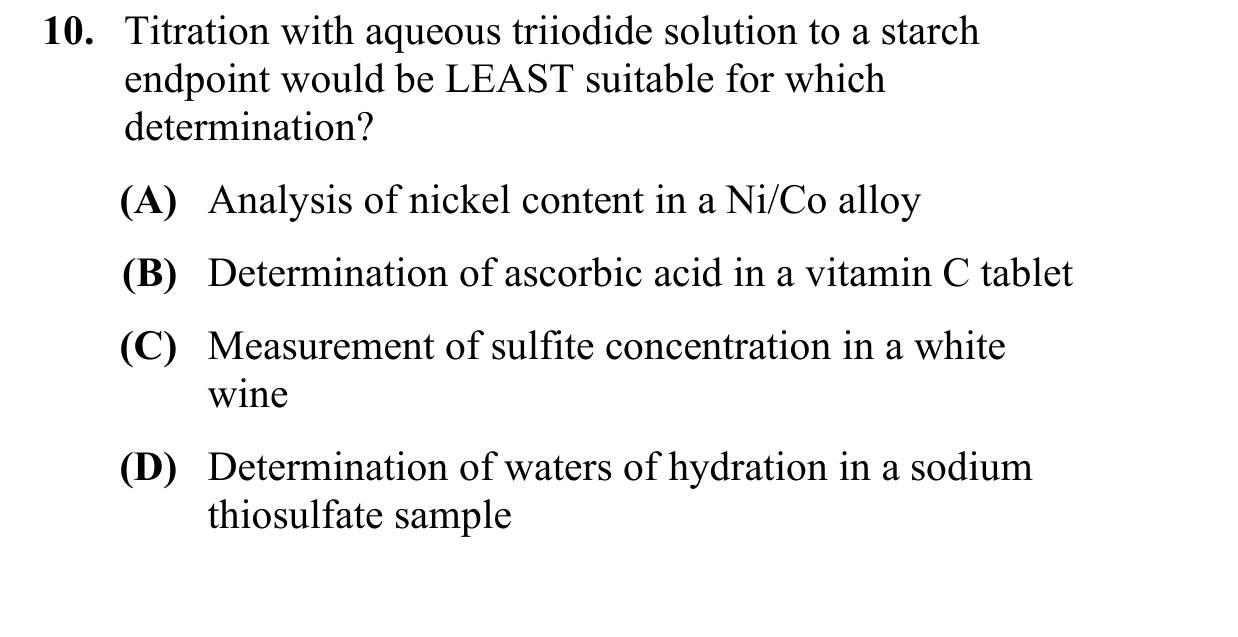 10. Titration with aqueous triiodide solution to a starch
endpoint would be LEAST suitable for which
determination?
(A) Analysis of nickel content in a Ni/Co alloy
(B) Determination of ascorbic acid in a vitamin C tablet
(C) Measurement of sulfite concentration in a white
wine
(D) Determination of waters of hydration in a sodium
thiosulfate sample